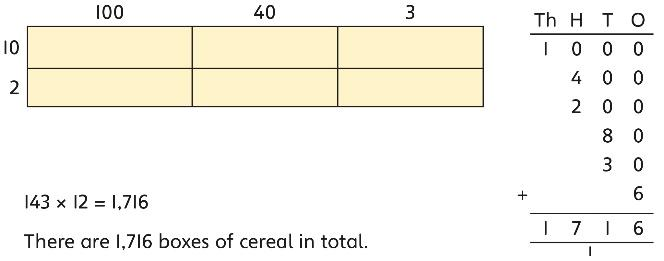 100 40 3
10
2
143 × 12 = 1,716
There are 1,716 boxes of cereal in total.
Th H T O
1 0 0 0
4 0 0
2 0 0
8 0
3 0
+ 6
1 7 1 6
1